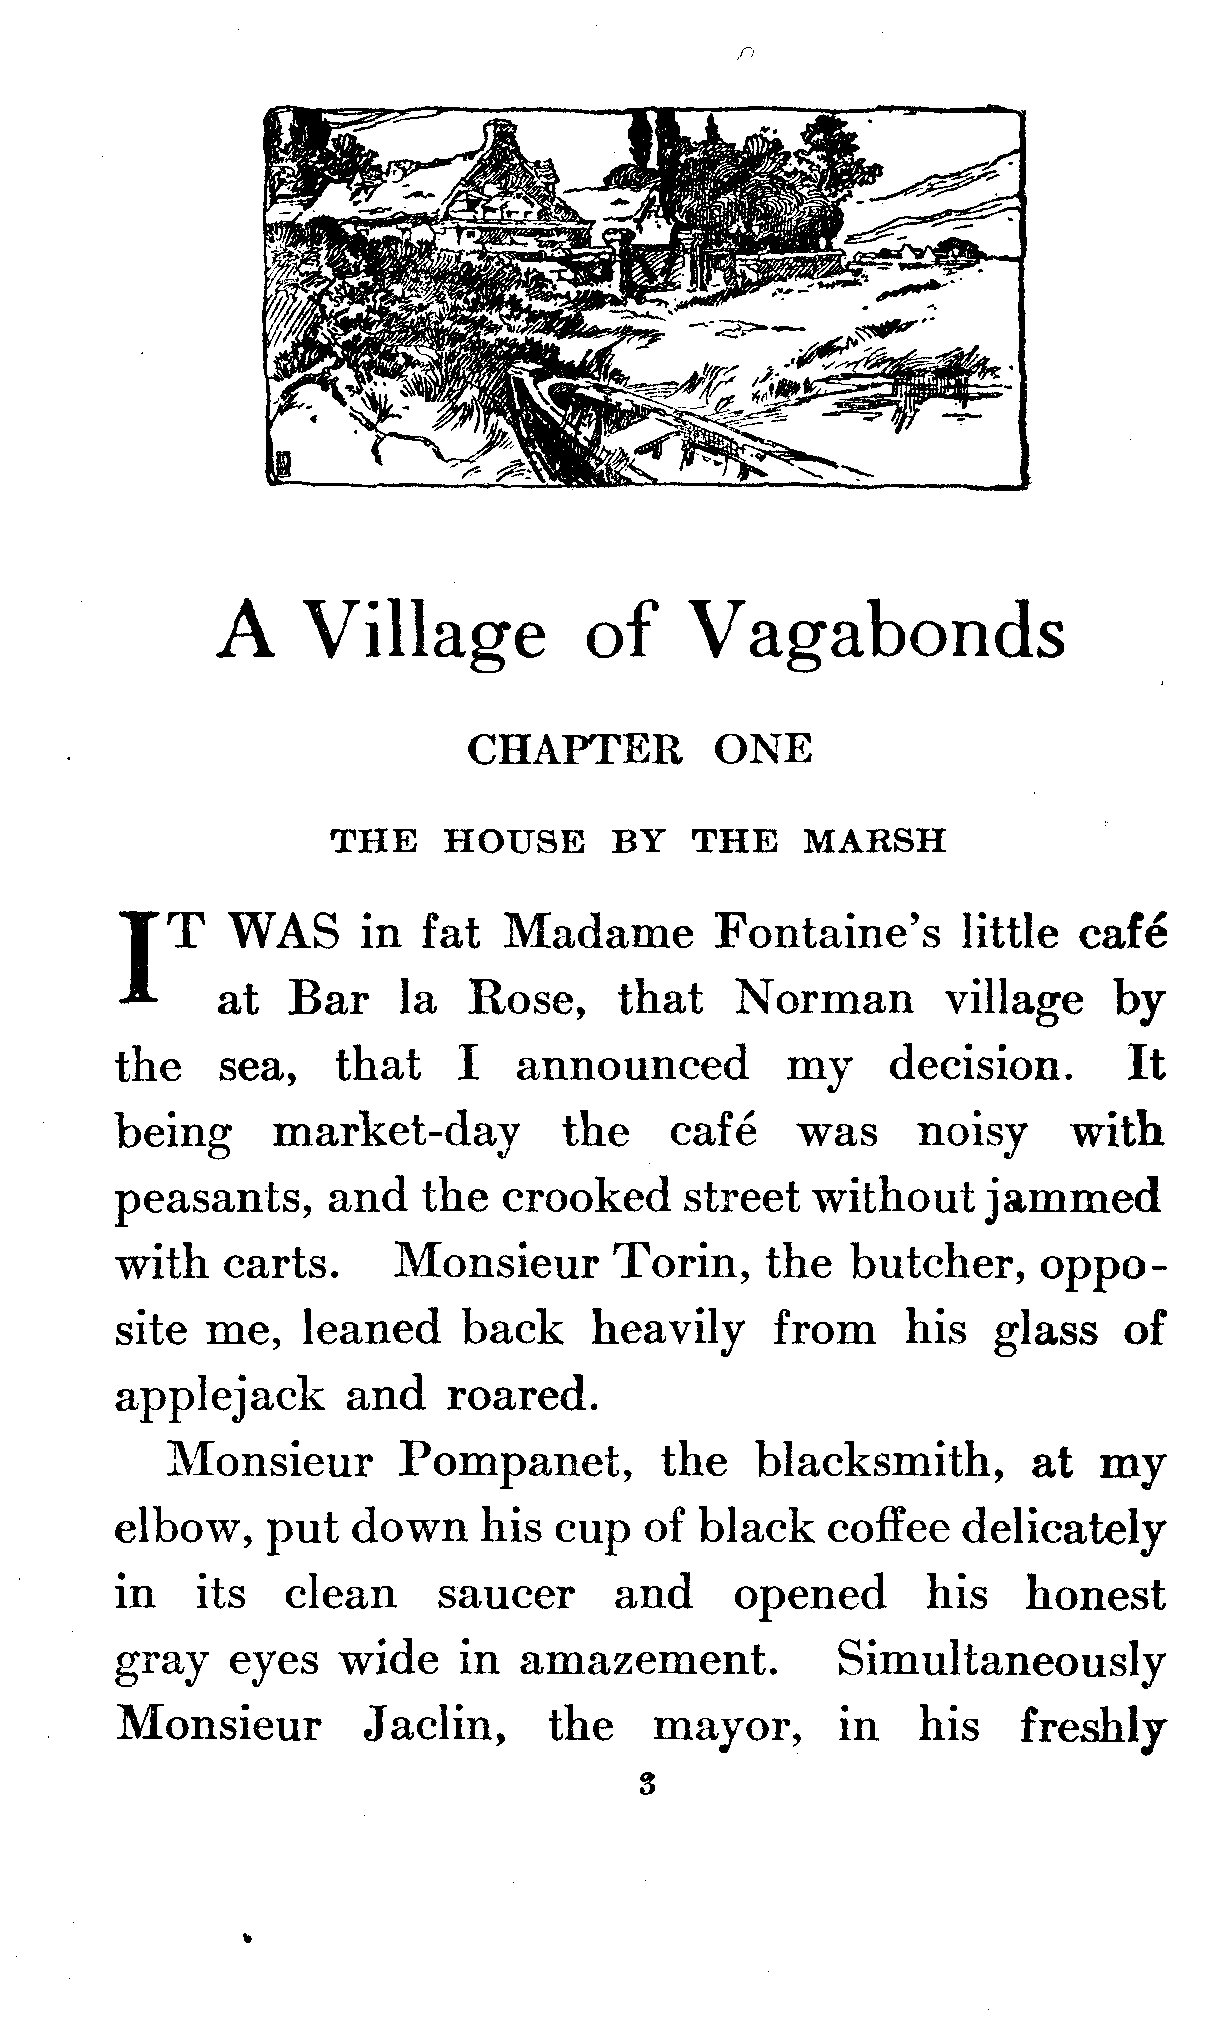 A Village of Vagabonds
CHAPTER ONE
THE HOUSE BY THE MARSH
IT WAS in fat Madame Fontaine's little café
at Bar la Rose, that Norman village by
the sea, that I announced my decision. It
being market-day the café was noisy with
peasants, and the crooked street without jammed
with carts. Monsieur Torin, the butcher, oppo-
site me, leaned back heavily from his glass of
applejack and roared.
Monsieur Pompanet, the blacksmith, at my
elbow, put down his cup of black coffee delicately
in its clean saucer and opened his honest
gray eyes wide in amazement. Simultaneously
Monsieur Jaclin, the mayor, in his freshly
3